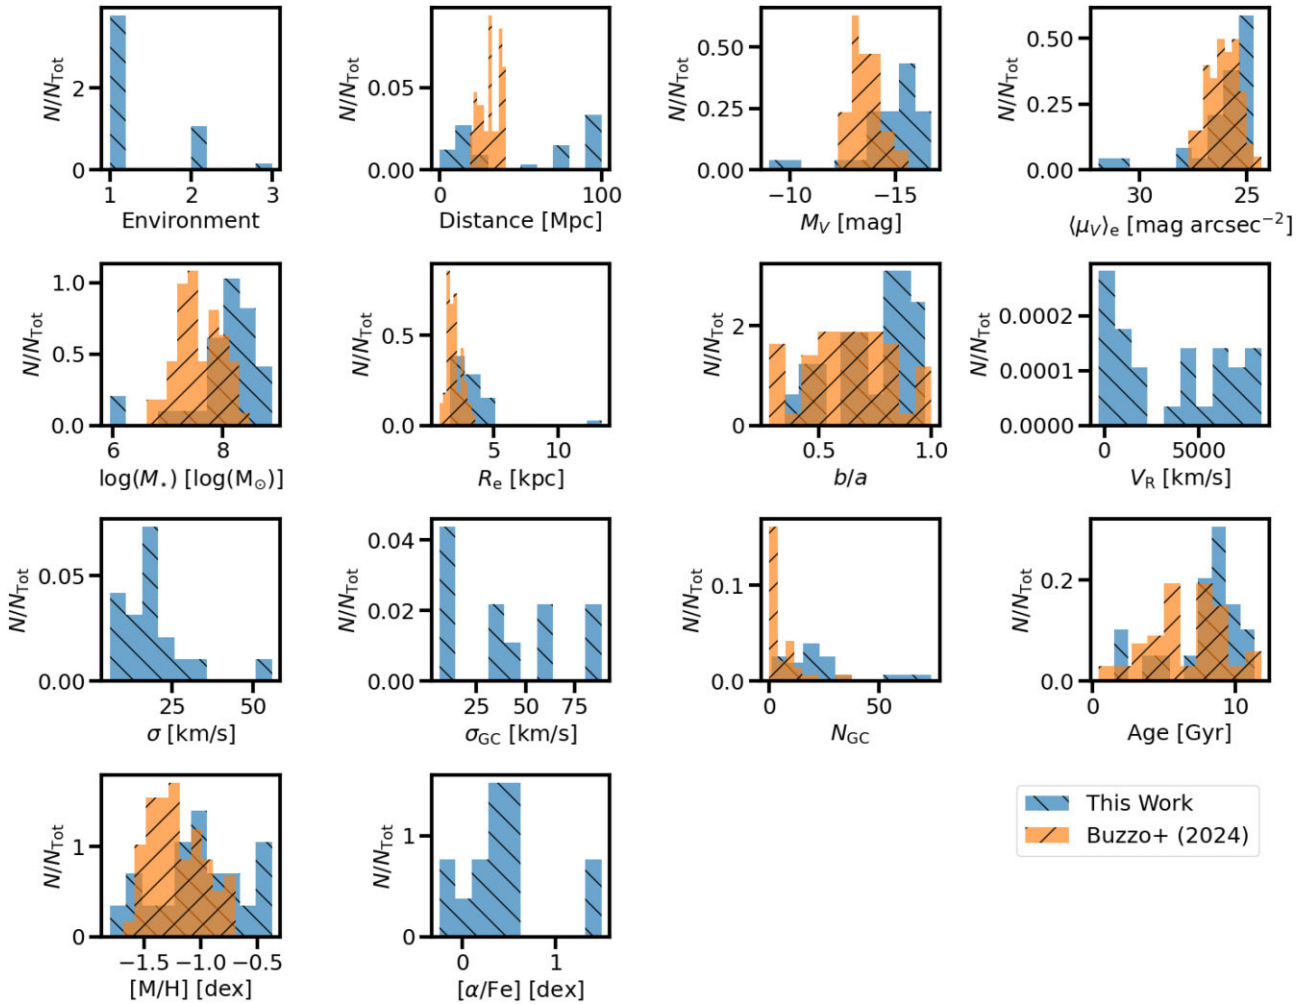 N/N_Tot
2
0
1
2
3
Environment
N/N_Tot
0.05
0.00
0
50
100
Distance [Mpc]
N/N_Tot
0.50
0.25
0.00
−10
−15
M_V [mag]
N/N_Tot
0.50
0.25
0.00
30
25
⟨μ_V⟩_e [mag arcsec⁻²]
N/N_Tot
1.0
0.5
0.0
6
8
log(M⋆) [log(M⊙)]
N/N_Tot
0.5
0.0
5
10
R_e [kpc]
N/N_Tot
2
0
0.5
1.0
b/a
N/N_Tot
0.0002
0.0001
0.0000
0
5000
V_R [km/s]
N/N_Tot
0.05
0.00
25
50
σ [km/s]
N/N_Tot
0.04
0.02
0.00
25
50
75
σ_GC [km/s]
N/N_Tot
0.1
0.0
0
50
N_GC
N/N_Tot
0.2
0.0
0
10
Age [Gyr]
N/N_Tot
1
0
−1.5
−1.0
−0.5
[M/H] [dex]
N/N_Tot
1
0
0
1
[α/Fe] [dex]
This Work
Buzzo+ (2024)